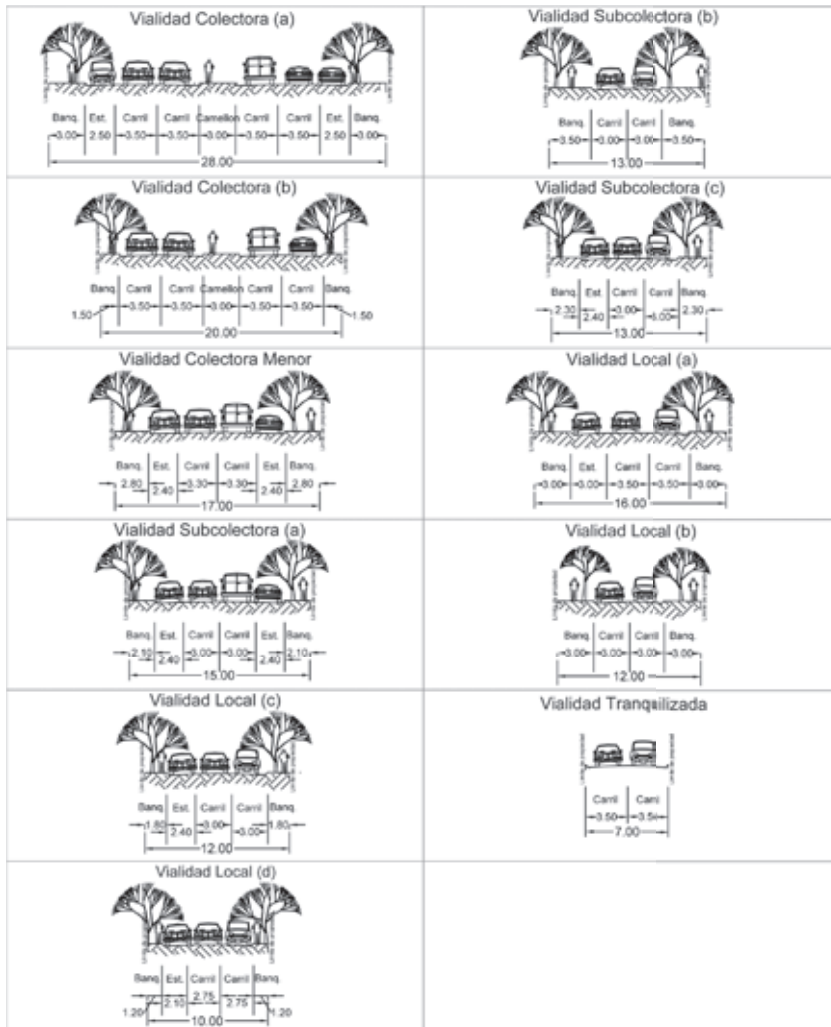 Vialidad Colectora (a)
Banq. Est. Carril Carril Camellon Carril Carril Est. Banq.
3.00 2.50 3.50 3.50 3.00 3.50 3.50 2.50 3.00
28.00
Vialidad Subcolectora (b)
Banq. Carril Carril Banq.
3.50 3.00 3.00 3.50
13.00
Vialidad Colectora (b)
Banq. Carril Carril Camellon Carril Carril Banq.
1.50 3.50 3.50 3.00 3.50 3.50 1.50
20.00
Vialidad Subcolectora (c)
Banq. Est. Carril Carril Banq.
2.30 2.40 3.00 3.00 2.30
13.00
Vialidad Colectora Menor
Banq. Est. Carril Carril Est. Banq.
2.80 2.40 3.30 3.30 2.40 2.80
17.00
Vialidad Local (a)
Banq. Est. Carril Carril Banq.
3.00 3.00 3.50 3.50 3.00
16.00
Vialidad Subcolectora (a)
Banq. Est. Carril Carril Est. Banq.
2.10 2.40 3.00 3.00 2.40 2.10
15.00
Vialidad Local (b)
Banq. Carril Carril Banq.
3.00 3.00 3.00 3.00
12.00
Vialidad Local (c)
Banq. Est. Carril Carril Banq.
1.80 2.40 3.00 3.00 1.80
12.00
Vialidad Tranquilizada
Carril Carril
3.50 3.50
7.00
Vialidad Local (d)
Banq. Est. Carril Carril Banq.
1.20 2.10 2.75 2.75 1.20
10.00